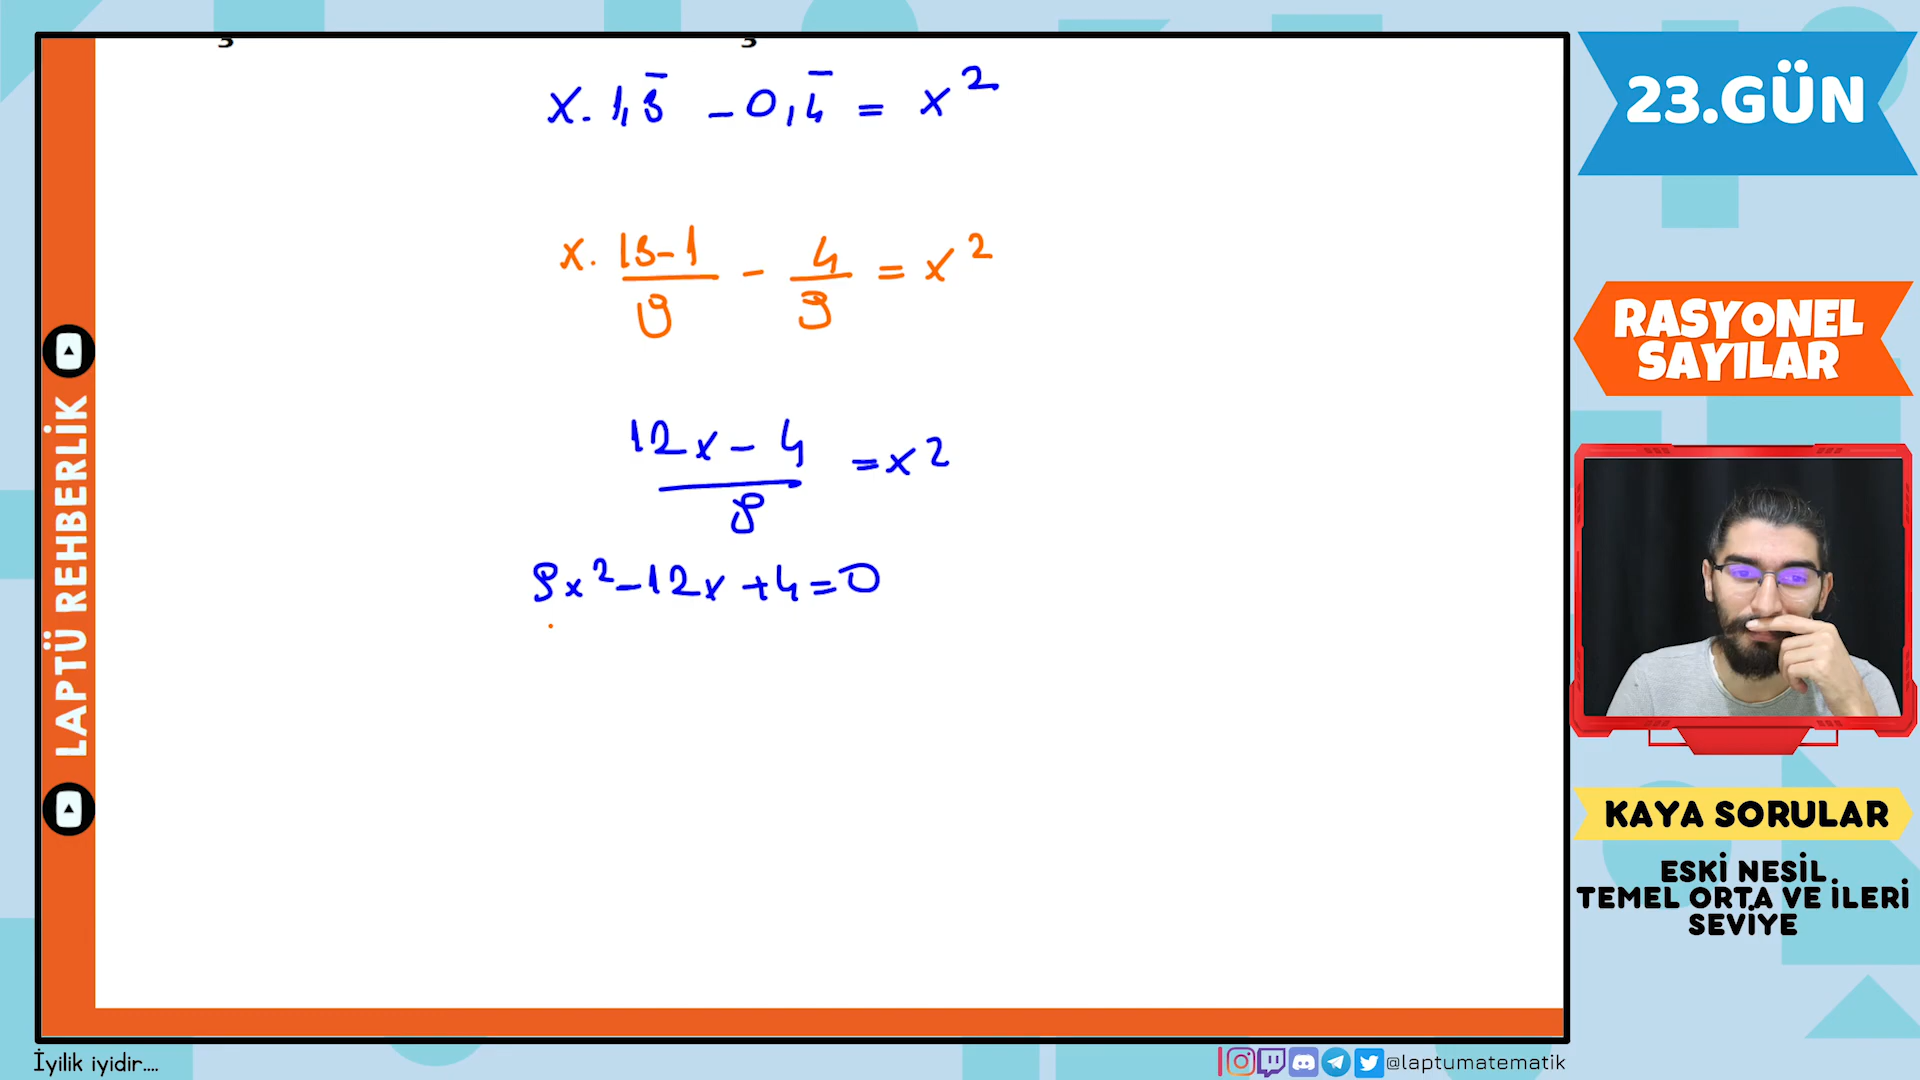 3 3
x. 1,3̅ - 0,4̅ = x²
x. 13-1/9 - 4/9 = x²
12x - 4/9 = x²
9x² - 12x + 4 = 0
LAPTÜ REHBERLİK
23.GÜN
RASYONEL
SAYILAR
KAYA SORULAR
ESKİ NESİL
TEMEL ORTA VE İLERİ
SEVİYE
İyilik iyidir....
@laptumatematik